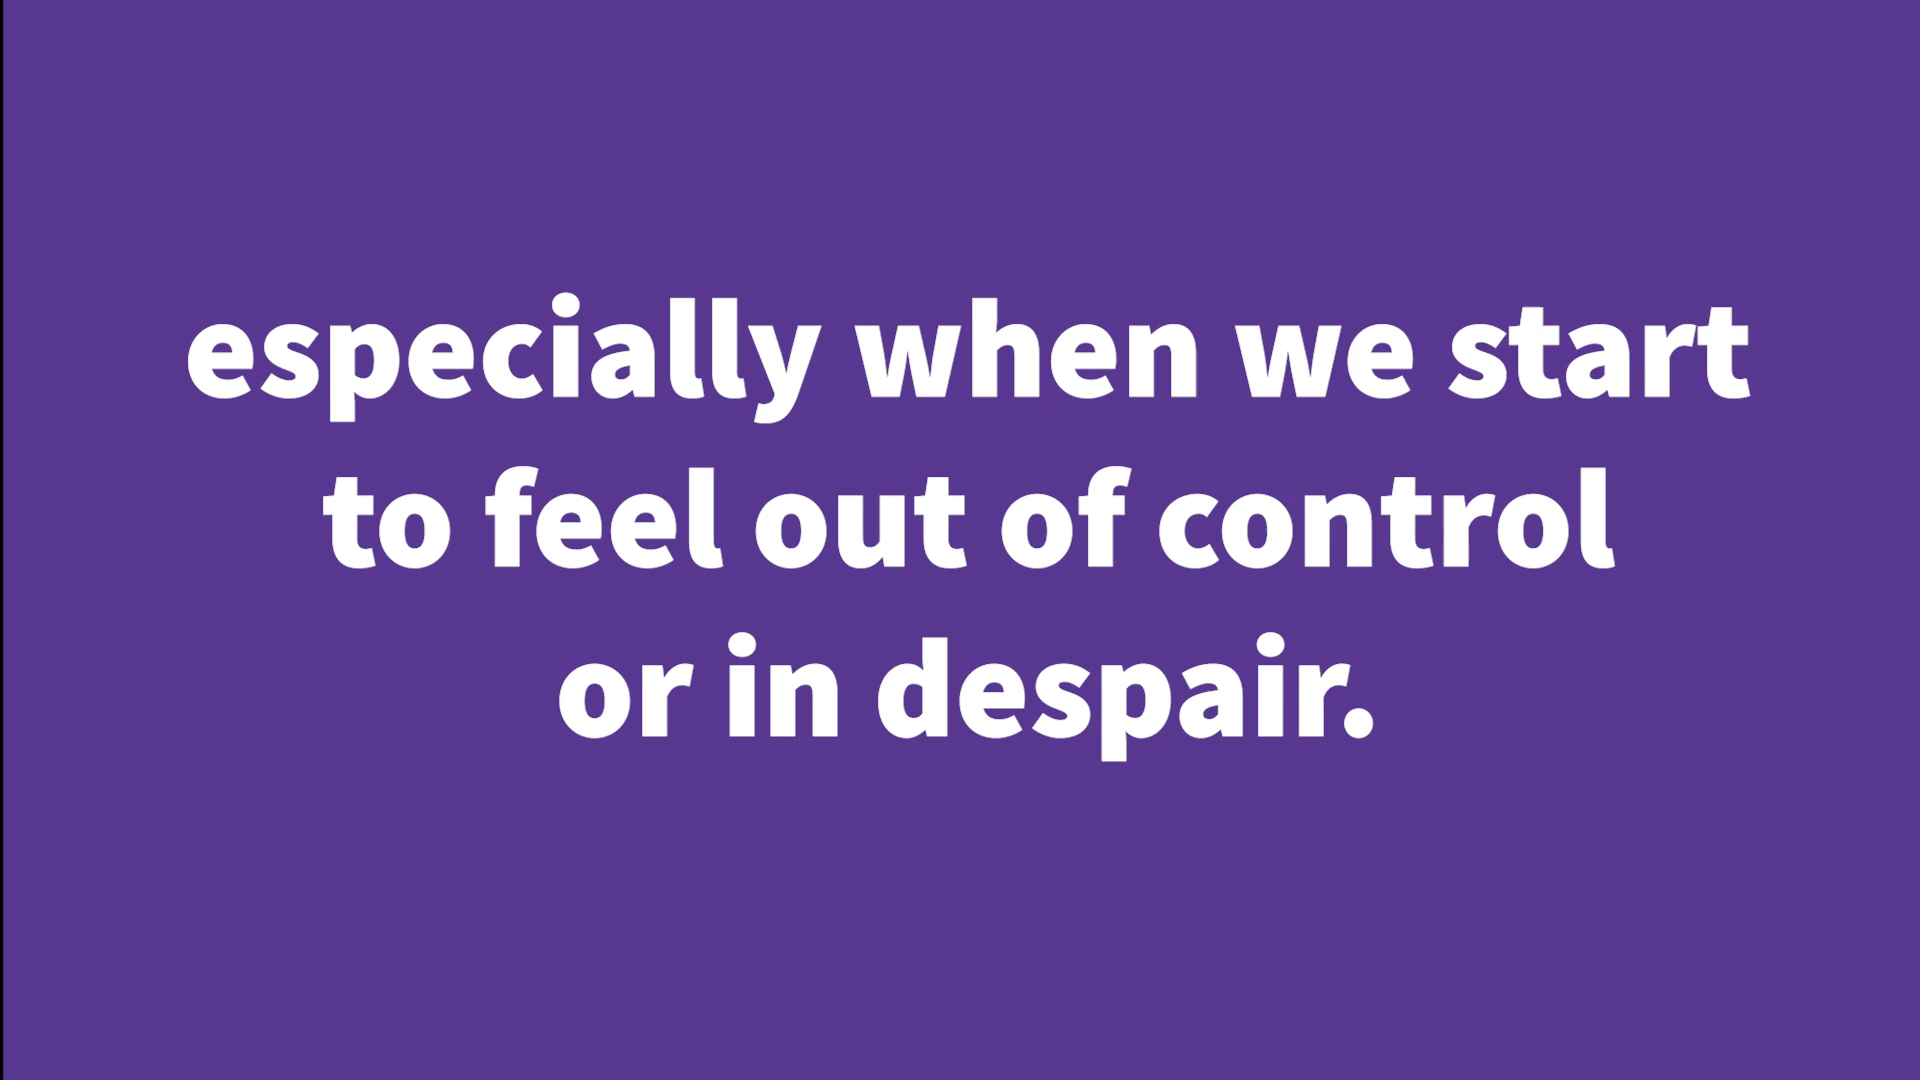 especially when we start
to feel out of control
or in despair.